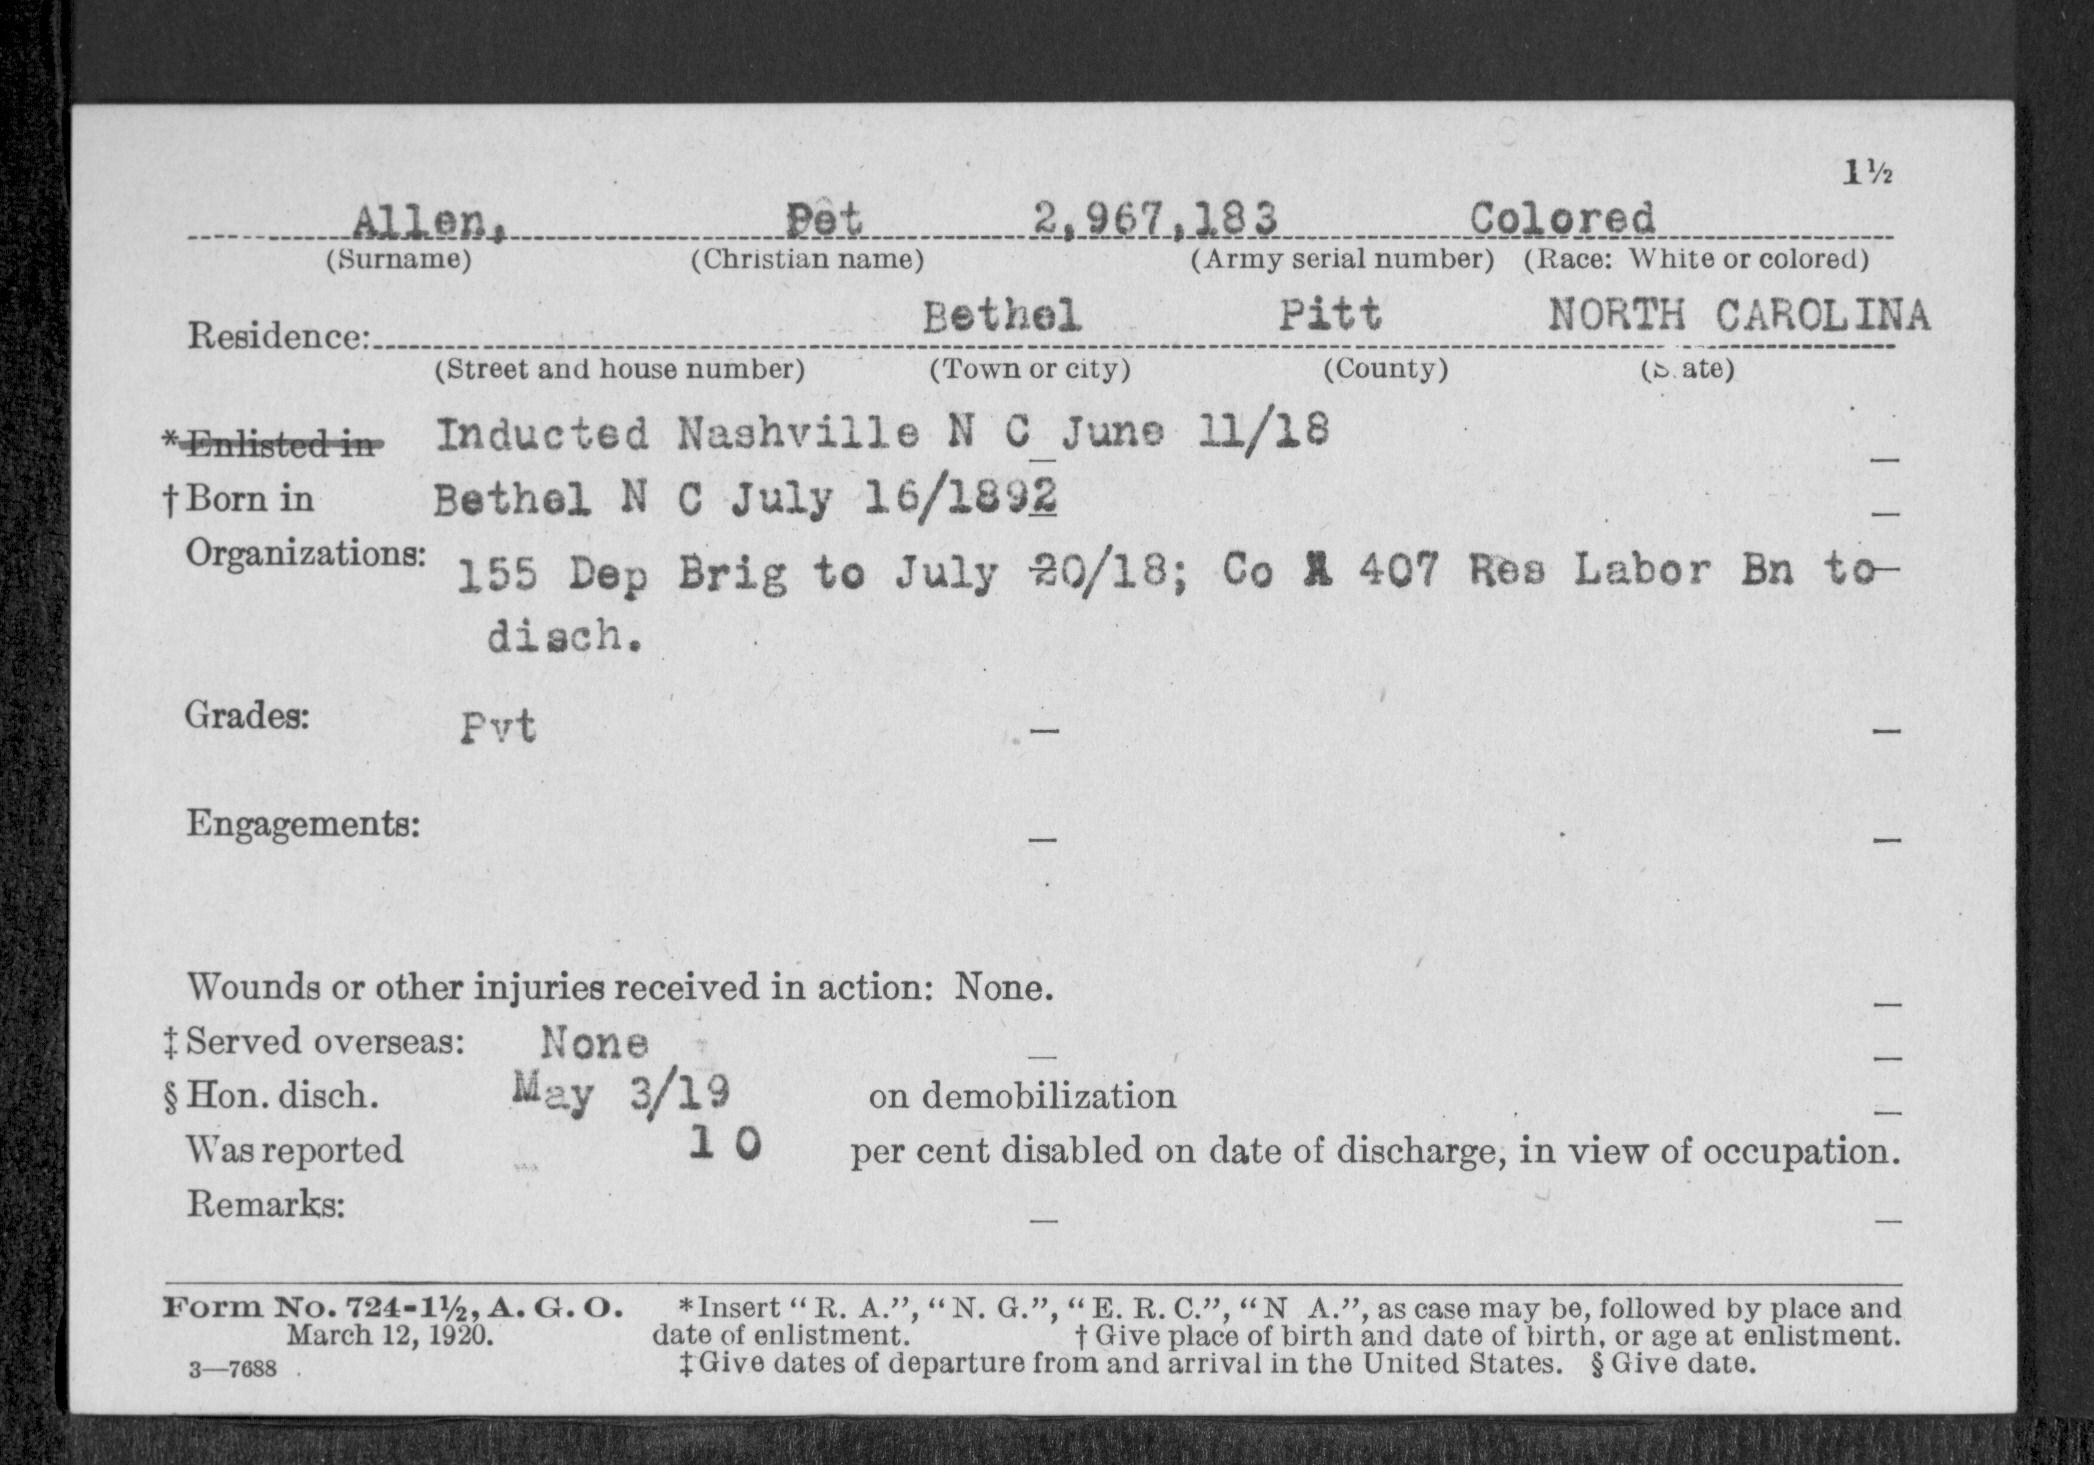 1½
Allen, Pet 2,967,183 Colored
(Surname) (Christian name) (Army serial number) (Race: White or colored)
Bethel Pitt NORTH CAROLINA
Residence:
(Street and house number) (Town or city) (County) (State)
*Enlisted in Inducted Nashville N C June 11/18
†Born in Bethel N C July 16/1892
Organizations: 155 Dep Brig to July 20/18; Co 407 Res Labor Bn to
disch.
Grades: Pvt
Engagements:
Wounds or other injuries received in action: None.
‡Served overseas: None
§Hon. disch. May 3/19 on demobilization
Was reported 10 per cent disabled on date of discharge, in view of occupation.
Remarks:
Form No. 724-1½, A. G. O. *Insert “R. A.”, “N. G.”, “E. R. C.”, “N A.”, as case may be, followed by place and
March 12, 1920. date of enlistment. †Give place of birth and date of birth, or age at enlistment.
3—7688 ‡Give dates of departure from and arrival in the United States. §Give date.